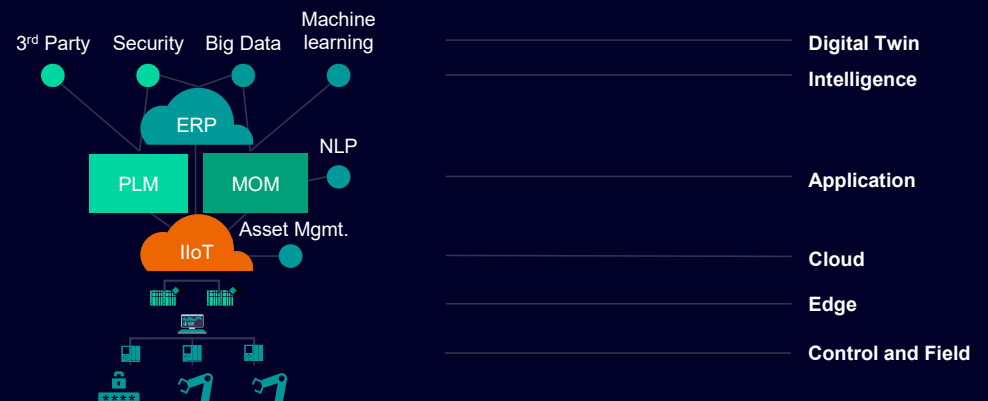 Machine
learning
3rd Party
Security
Big Data
Digital Twin
Intelligence
ERP
NLP
PLM
MOM
Application
Asset Mgmt.
IIoT
Cloud
Edge
Control and Field
****